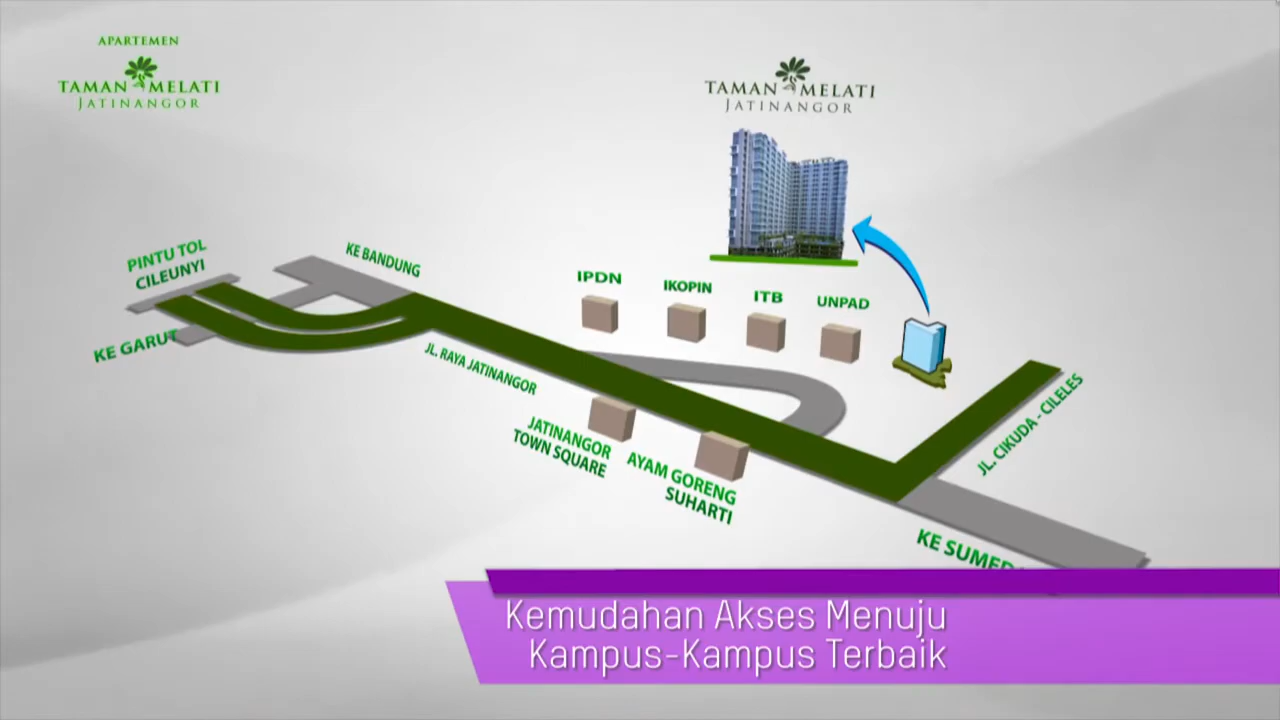 APARTEMEN
TAMAN MELATI
JATINANGOR
TAMAN MELATI
JATINANGOR
PINTU TOL
CILEUNYI
KE BANDUNG
KE GARUT
IPDN
IKOPIN
ITB
UNPAD
JL. RAYA JATINANGOR
JATINANGOR
TOWN SQUARE
AYAM GORENG
SUHARTI
JL. CIKUDA - CILELES
KE
Kemudahan Akses Menuju
Kampus-Kampus Terbaik